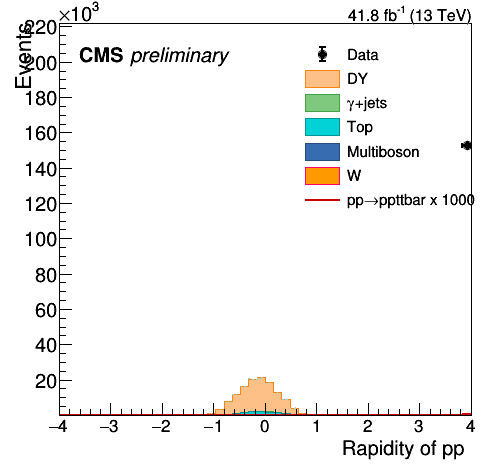 ×10³
41.8 fb⁻¹ (13 TeV)
Events
CMS preliminary
Data
DY
γ+jets
Top
Multiboson
W
pp→ppttbar x 1000
220
200
180
160
140
120
100
80
60
40
20
−4 −3 −2 −1 0 1 2 3 4
Rapidity of pp